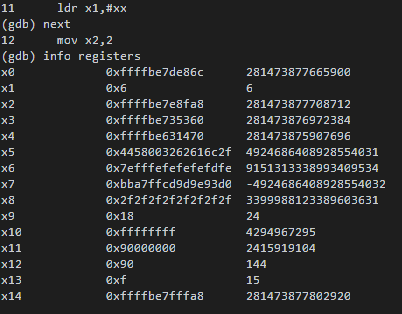 11 ldr x1,#xx
(gdb) next
12 mov x2,2
(gdb) info registers
x0 0xffffbe7de86c 281473877665900
x1 0x6 6
x2 0xffffbe7e8fa8 281473877708712
x3 0xffffbe735360 281473876972384
x4 0xffffbe631470 281473875907696
x5 0x4458003262616c2f 4924686408928554031
x6 0x7efefefefefefdfe 9151313338993409534
x7 0xbba7ffcd9d9e93d0 -4924686408928554032
x8 0x2f2f2f2f2f2f2f2f 3399988123389603631
x9 0x18 24
x10 0xffffffff 4294967295
x11 0x90000000 2415919104
x12 0x90 144
x13 0xf 15
x14 0xffffbe7fffa8 281473877802920